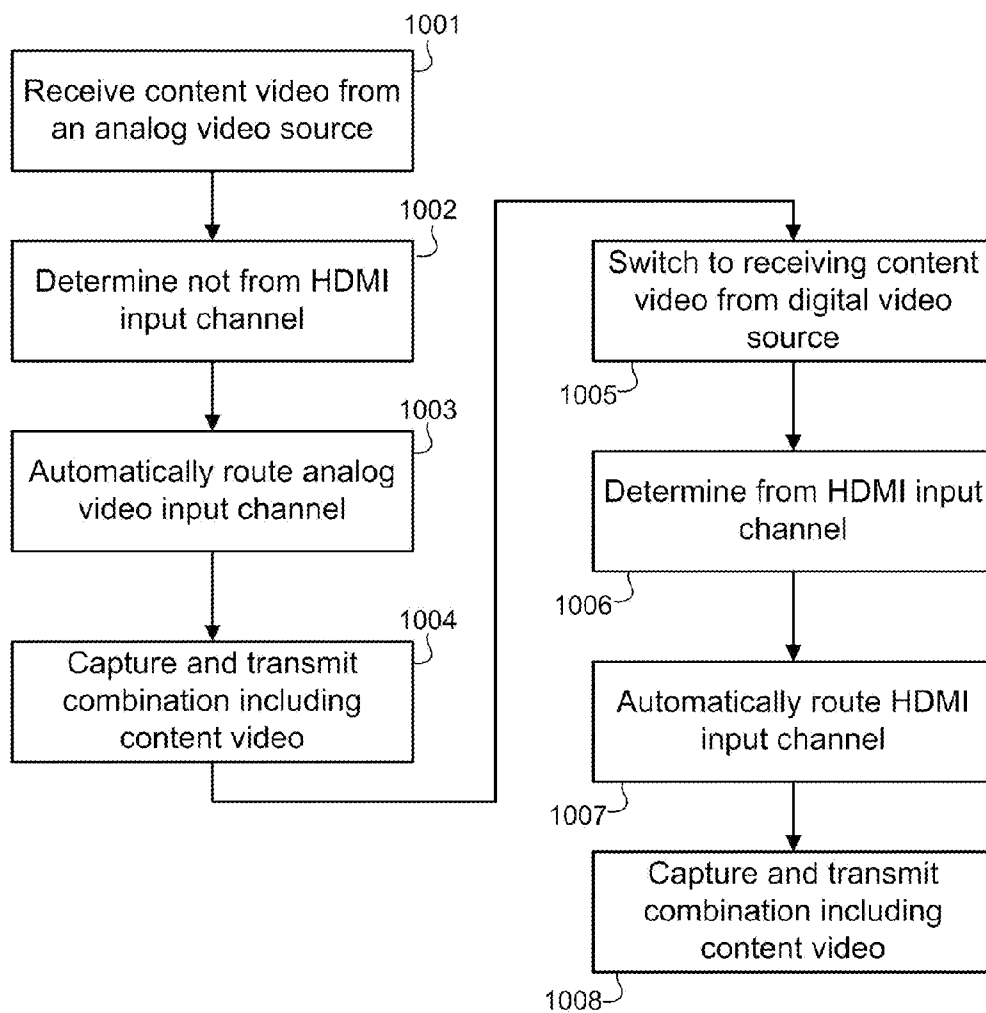 1001
Receive content video from
an analog video source
1002
Determine not from HDMI
input channel
1003
Automatically route analog
video input channel
1004
Capture and transmit
combination including
content video
Switch to receiving content
video from digital video
source
1005
Determine from HDMI input
channel
1006
Automatically route HDMI
input channel
1007
Capture and transmit
combination including
content video
1008